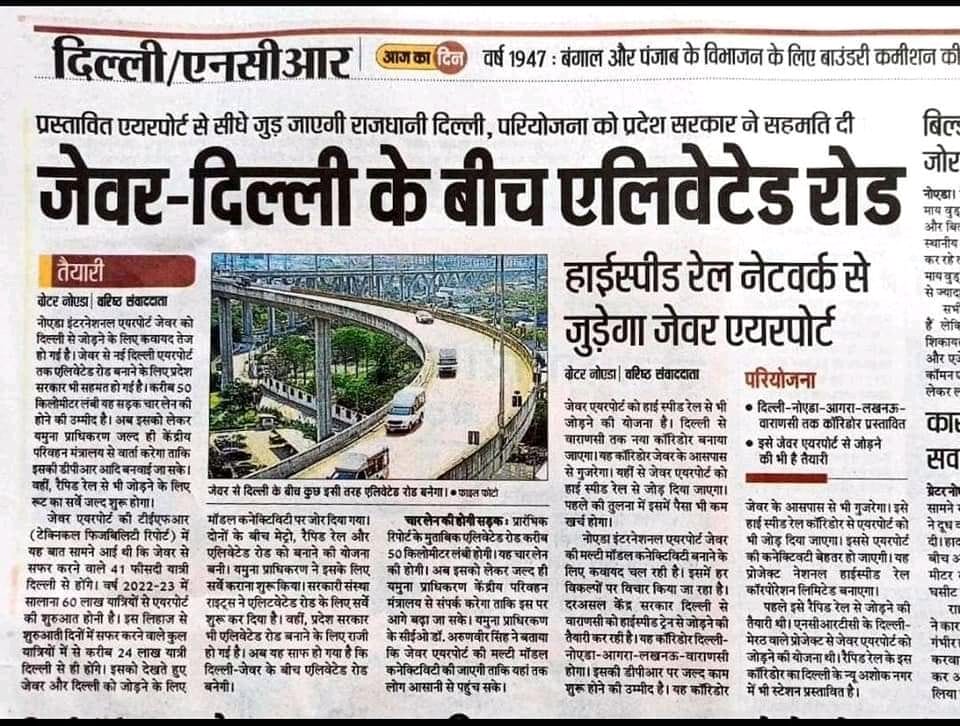 दिल्ली/एनसीआर
आज का दिन
वर्ष 1947 : बंगाल और पंजाब के विभाजन के लिए बाउंडरी कमीशन की
प्रस्तावित एयरपोर्ट से सीधे जुड़ जाएगी राजधानी दिल्ली, परियोजना को प्रदेश सरकार ने सहमति दी
जेवर-दिल्ली के बीच एलिवेटेड रोड
तैयारी
ग्रेटर नोएडा | वरिष्ठ संवाददाता
नोएडा इंटरनेशनल एयरपोर्ट जेवर को
दिल्ली से जोड़ने के लिए कवायद तेज
हो गई है। जेवर से नई दिल्ली एयरपोर्ट
तक एलिवेटेड रोड बनाने के लिए प्रदेश
सरकार भी सहमत हो गई है। करीब 50
किलोमीटर लंबी यह सड़क चार लेन की
होने की उम्मीद है। अब इसको लेकर
यमुना प्राधिकरण जल्द ही केंद्रीय
परिवहन मंत्रालय से वार्ता करेगा ताकि
इसकी डीपीआर आदि बनवाई जा सके।
वहीं, रैपिड रेल से भी जोड़ने के लिए
रूट का सर्वे जल्द शुरू होगा।
जेवर एयरपोर्ट की टीईएफआर
(टेक्निकल फिजबिलिटी रिपोर्ट) में
यह बात सामने आई थी कि जेवर से
सफर करने वाले 41 फीसदी यात्री
दिल्ली से होंगे। वर्ष 2022-23 में
सालाना 60 लाख यात्रियों से एयरपोर्ट
की शुरुआत होनी है। इस लिहाज से
शुरुआती दिनों में सफर करने वाले कुल
यात्रियों में से करीब 24 लाख यात्री
दिल्ली से ही होंगे। इसको देखते हुए
जेवर और दिल्ली को जोड़ने के लिए
जेवर से दिल्ली के बीच कुछ इसी तरह एलिवेटेड रोड बनेगा। • फाइल फोटो
मॉडल कनेक्टिविटी पर जोर दिया गया।
दोनों के बीच मेट्रो, रैपिड रेल और
एलिवेटेड रोड को बनाने की योजना
बनी। यमुना प्राधिकरण ने इसके लिए
सर्वे कराना शुरू किया। सरकारी संस्था
राइट्स ने एलिवटेड रोड के लिए सर्वे
शुरू कर दिया है। वहीं, प्रदेश सरकार
भी एलिवेटेड रोड बनाने के लिए राजी
हो गई है। अब यह साफ हो गया है कि
दिल्ली-जेवर के बीच एलिवेटेड रोड
बनेगी।
चार लेन की होगी सड़क : प्रारंभिक
रिपोर्ट के मुताबिक एलिवटेड रोड करीब
50 किलोमीटर लंबी होगी। यह चार लेन
की होगी। अब इसको लेकर जल्द ही
यमुना प्राधिकरण केंद्रीय परिवहन
मंत्रालय से संपर्क करेगा ताकि इस पर
आगे बढ़ा जा सके। यमुना प्राधिकरण
के सीईओ डॉ. अरुणवीर सिंह ने बताया
कि जेवर एयरपोर्ट की मल्टी मॉडल
कनेक्टिविटी की जाएगी ताकि यहां तक
लोग आसानी से पहुंच सकें।
हाईस्पीड रेल नेटवर्क से
जुड़ेगा जेवर एयरपोर्ट
ग्रेटर नोएडा | वरिष्ठ संवाददाता
जेवर एयरपोर्ट को हाई स्पीड रेल से भी
जोड़ने की योजना है। दिल्ली से
वाराणसी तक नया कॉरिडोर बनाया
जाएगा। यह कॉरिडोर जेवर के आसपास
से गुजरेगा। यहीं से जेवर एयरपोर्ट को
हाई स्पीड रेल से जोड़ दिया जाएगा।
पहले की तुलना में इसमें पैसा भी कम
खर्च होगा।
नोएडा इंटरनेशनल एयरपोर्ट जेवर
की मल्टी मॉडल कनेक्टिविटी बनाने के
लिए कवायद चल रही है। इसमें हर
विकल्पों पर विचार किया जा रहा है।
दरअसल केंद्र सरकार दिल्ली से
वाराणसी को हाईस्पीड ट्रेन से जोड़ने की
तैयारी कर रही है। यह कॉरिडोर दिल्ली-
नोएडा-आगरा-लखनऊ-वाराणसी
होगा। इसकी डीपीआर पर जल्द काम
शुरू होने की उम्मीद है। यह कॉरिडोर
परियोजना
• दिल्ली-नोएडा-आगरा-लखनऊ-
वाराणसी तक कॉरिडोर प्रस्तावित
• इसे जेवर एयरपोर्ट से जोड़ने
की भी है तैयारी
जेवर के आसपास से भी गुजरेगा। इसे
हाई स्पीड रेल कॉरिडोर से एयरपोर्ट को
भी जोड़ दिया जाएगा। इससे एयरपोर्ट
की कनेक्टिवटी बेहतर हो जाएगी। यह
प्रोजेक्ट नेशनल हाईस्पीड रेल
कॉरपोरेशन लिमिटेड बनाएगा।
पहले इसे रैपिड रेल से जोड़ने की
तैयारी थी। एनसीआरटीसी के दिल्ली-
मेरठ वाले प्रोजेक्ट से जेवर एयरपोर्ट को
जोड़ने की योजना थी। रैपिड रेल के इस
कॉरिडोर का दिल्ली के न्यू अशोक नगर
में भी स्टेशन प्रस्तावित है।